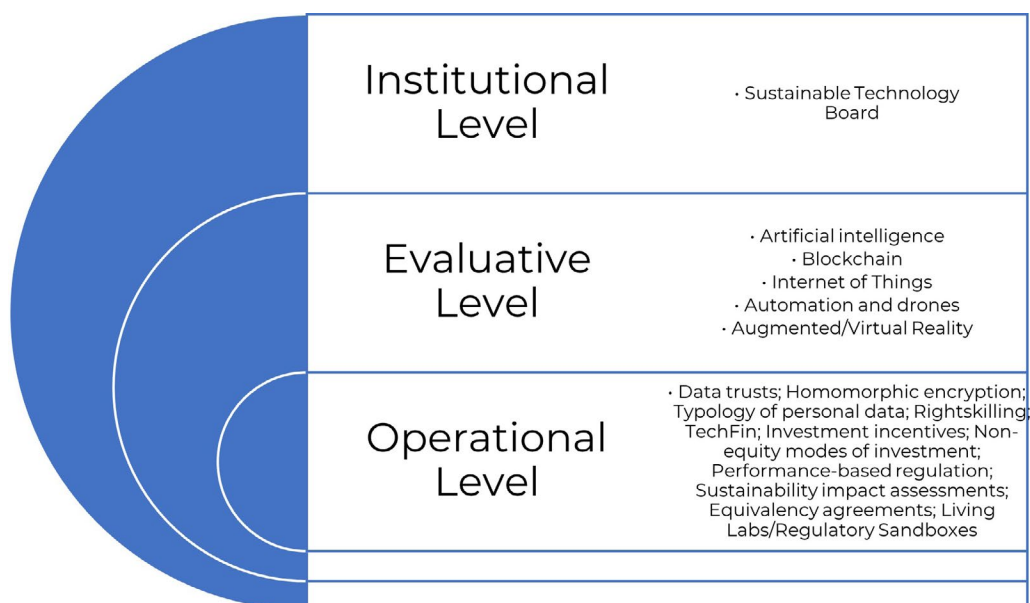 Institutional
Level
• Sustainable Technology
Board
Evaluative
Level
• Artificial intelligence
• Blockchain
• Internet of Things
• Automation and drones
• Augmented/Virtual Reality
Operational
Level
• Data trusts; Homomorphic encryption;
Typology of personal data; Rightskilling;
TechFin; Investment incentives; Non-
equity modes of investment;
Performance-based regulation;
Sustainability impact assessments;
Equivalency agreements; Living
Labs/Regulatory Sandboxes